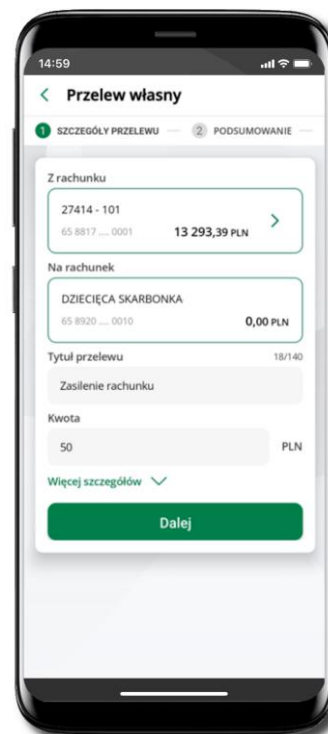 14:59
Przelew własny
1 SZCZEGÓŁY PRZELEWU 2 PODSUMOWANIE
Z rachunku
27414 - 101
65 8817 .... 0001 13 293,39 PLN
Na rachunek
DZIECIĘCA SKARBONKA
65 8920 .... 0010 0,00 PLN
Tytuł przelewu 18/140
Zasilenie rachunku
Kwota
50 PLN
Więcej szczegółów
Dalej